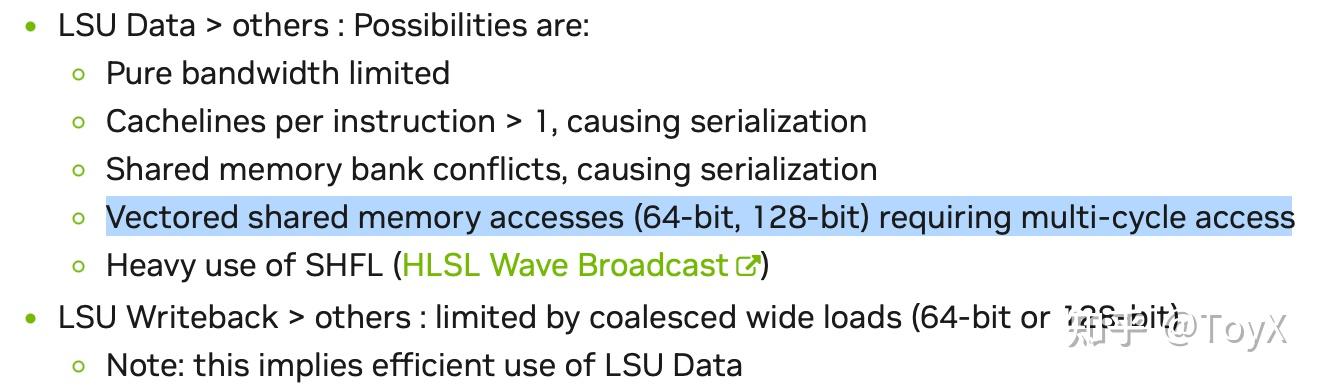 LSU Data > others : Possibilities are:
Pure bandwidth limited
Cachelines per instruction > 1, causing serialization
Shared memory bank conflicts, causing serialization
Vectored shared memory accesses (64-bit, 128-bit) requiring multi-cycle access
Heavy use of SHFL (HLSL Wave Broadcast)
LSU Writeback > others : limited by coalesced wide loads (64-bit or 128-bit)
知乎 @ToyX
Note: this implies efficient use of LSU Data